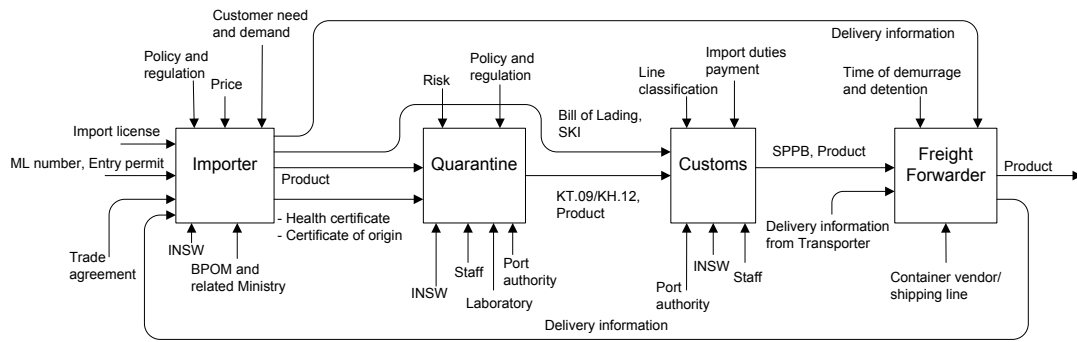 Customer need
and demand
Delivery information
Policy and
regulation
Price
Risk
Policy and
regulation
Line
classification
Import duties
payment
Time of demurrage
and detention
Import license
ML number, Entry permit
Trade
agreement
Importer
Product
- Health certificate
- Certificate of origin
INSW
BPOM and
related Ministry
Quarantine
Bill of Lading,
SKI
KT.09/KH.12,
Product
INSW
Staff
Laboratory
Port
authority
Customs
SPPB, Product
Port
authority
INSW
Staff
Delivery information
from Transporter
Freight
Forwarder
Product
Container vendor/
shipping line
Delivery information